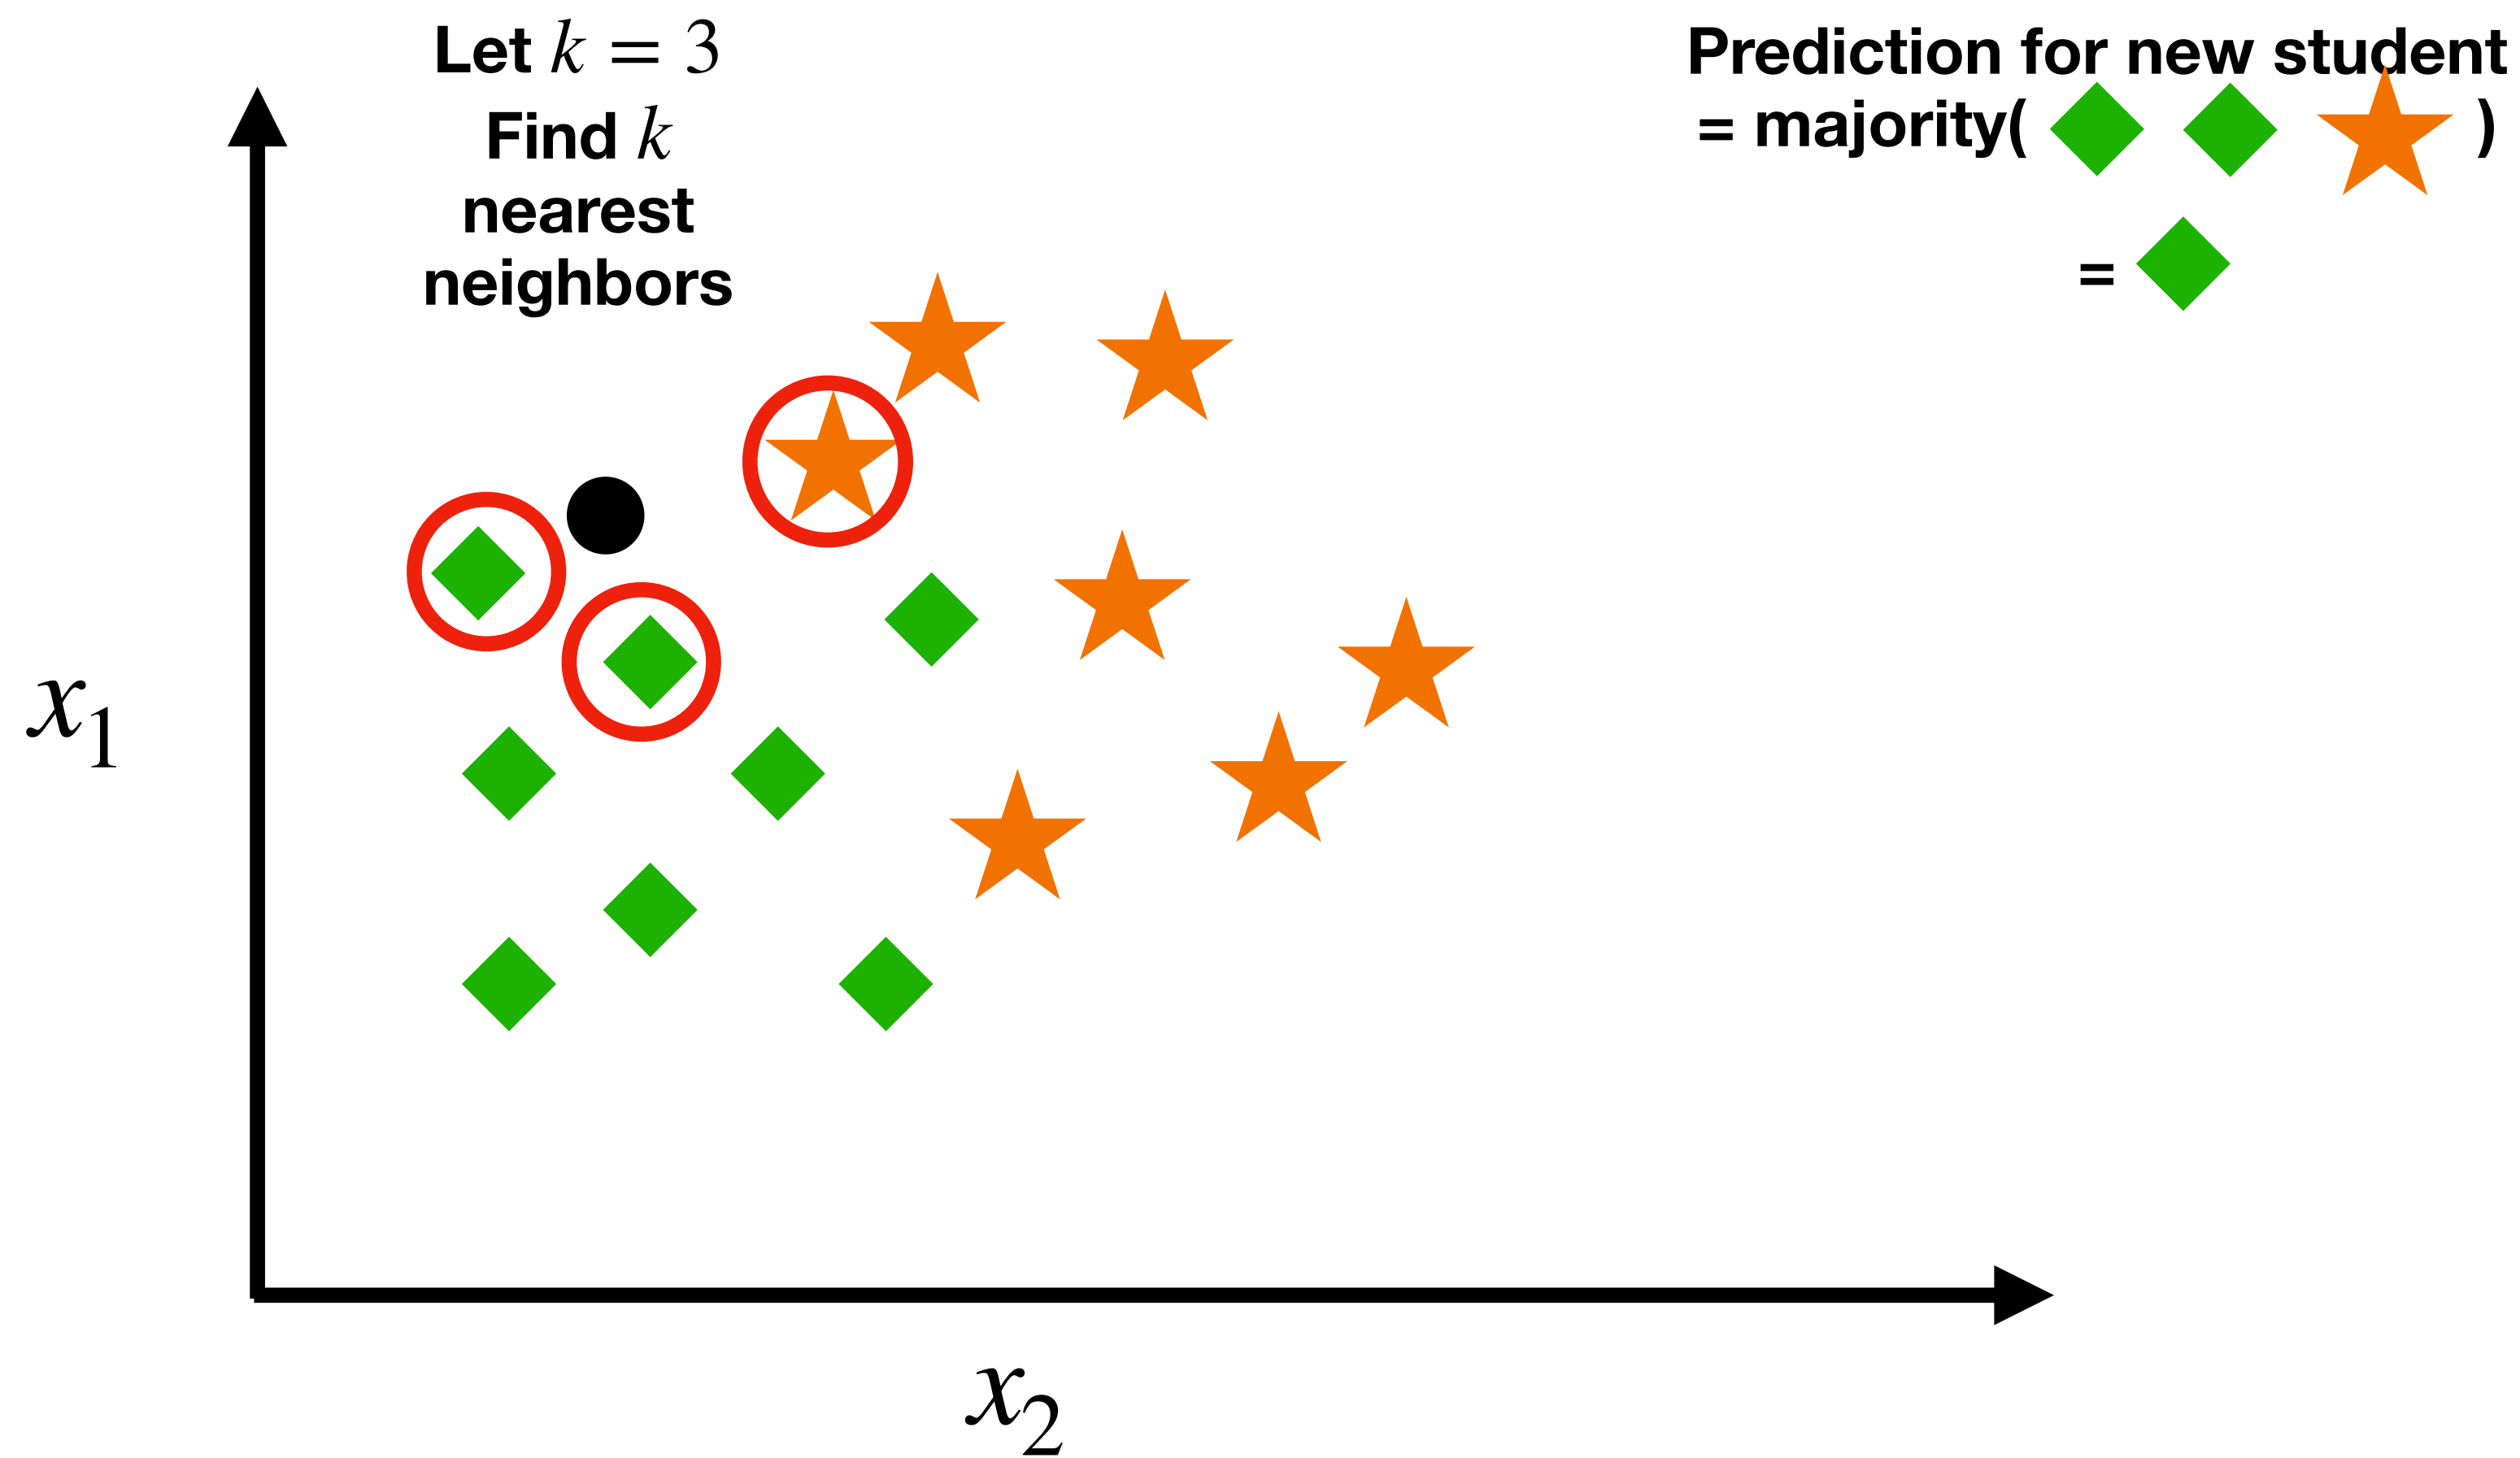 Let k = 3
Find k
nearest
neighbors
Prediction for new student
= majority( )
=
x₁
x₂